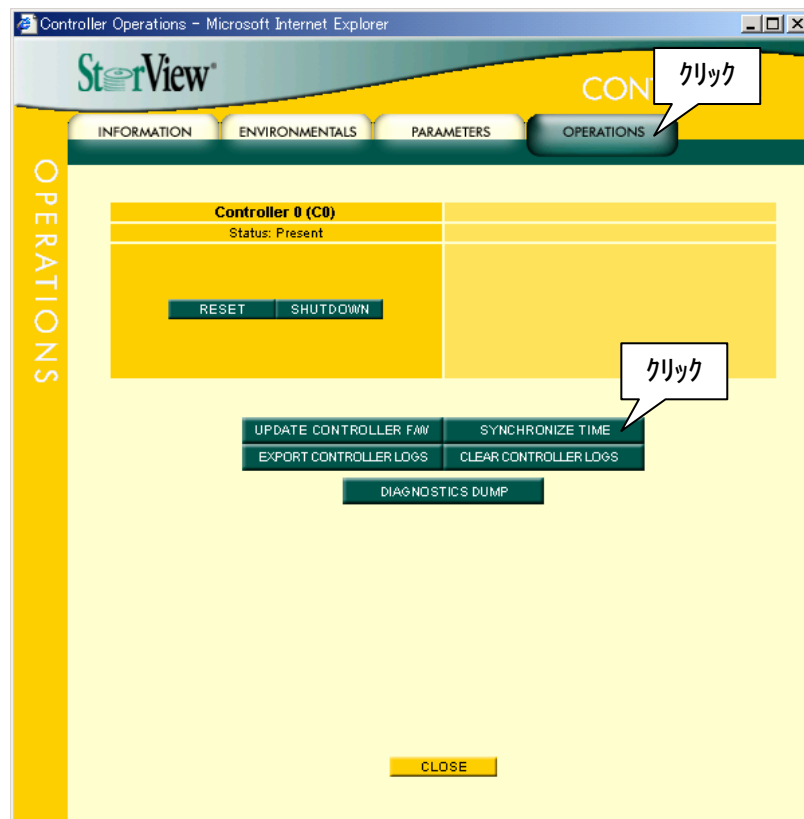 Controller Operations - Microsoft Internet Explorer
StorView
CON
クリック
INFORMATION ENVIRONMENTALS PARAMETERS OPERATIONS
OPERATIONS
Controller 0 (C0)
Status: Present
RESET SHUTDOWN
クリック
UPDATE CONTROLLER F/W SYNCHRONIZE TIME
EXPORT CONTROLLER LOGS CLEAR CONTROLLER LOGS
DIAGNOSTICS DUMP
CLOSE